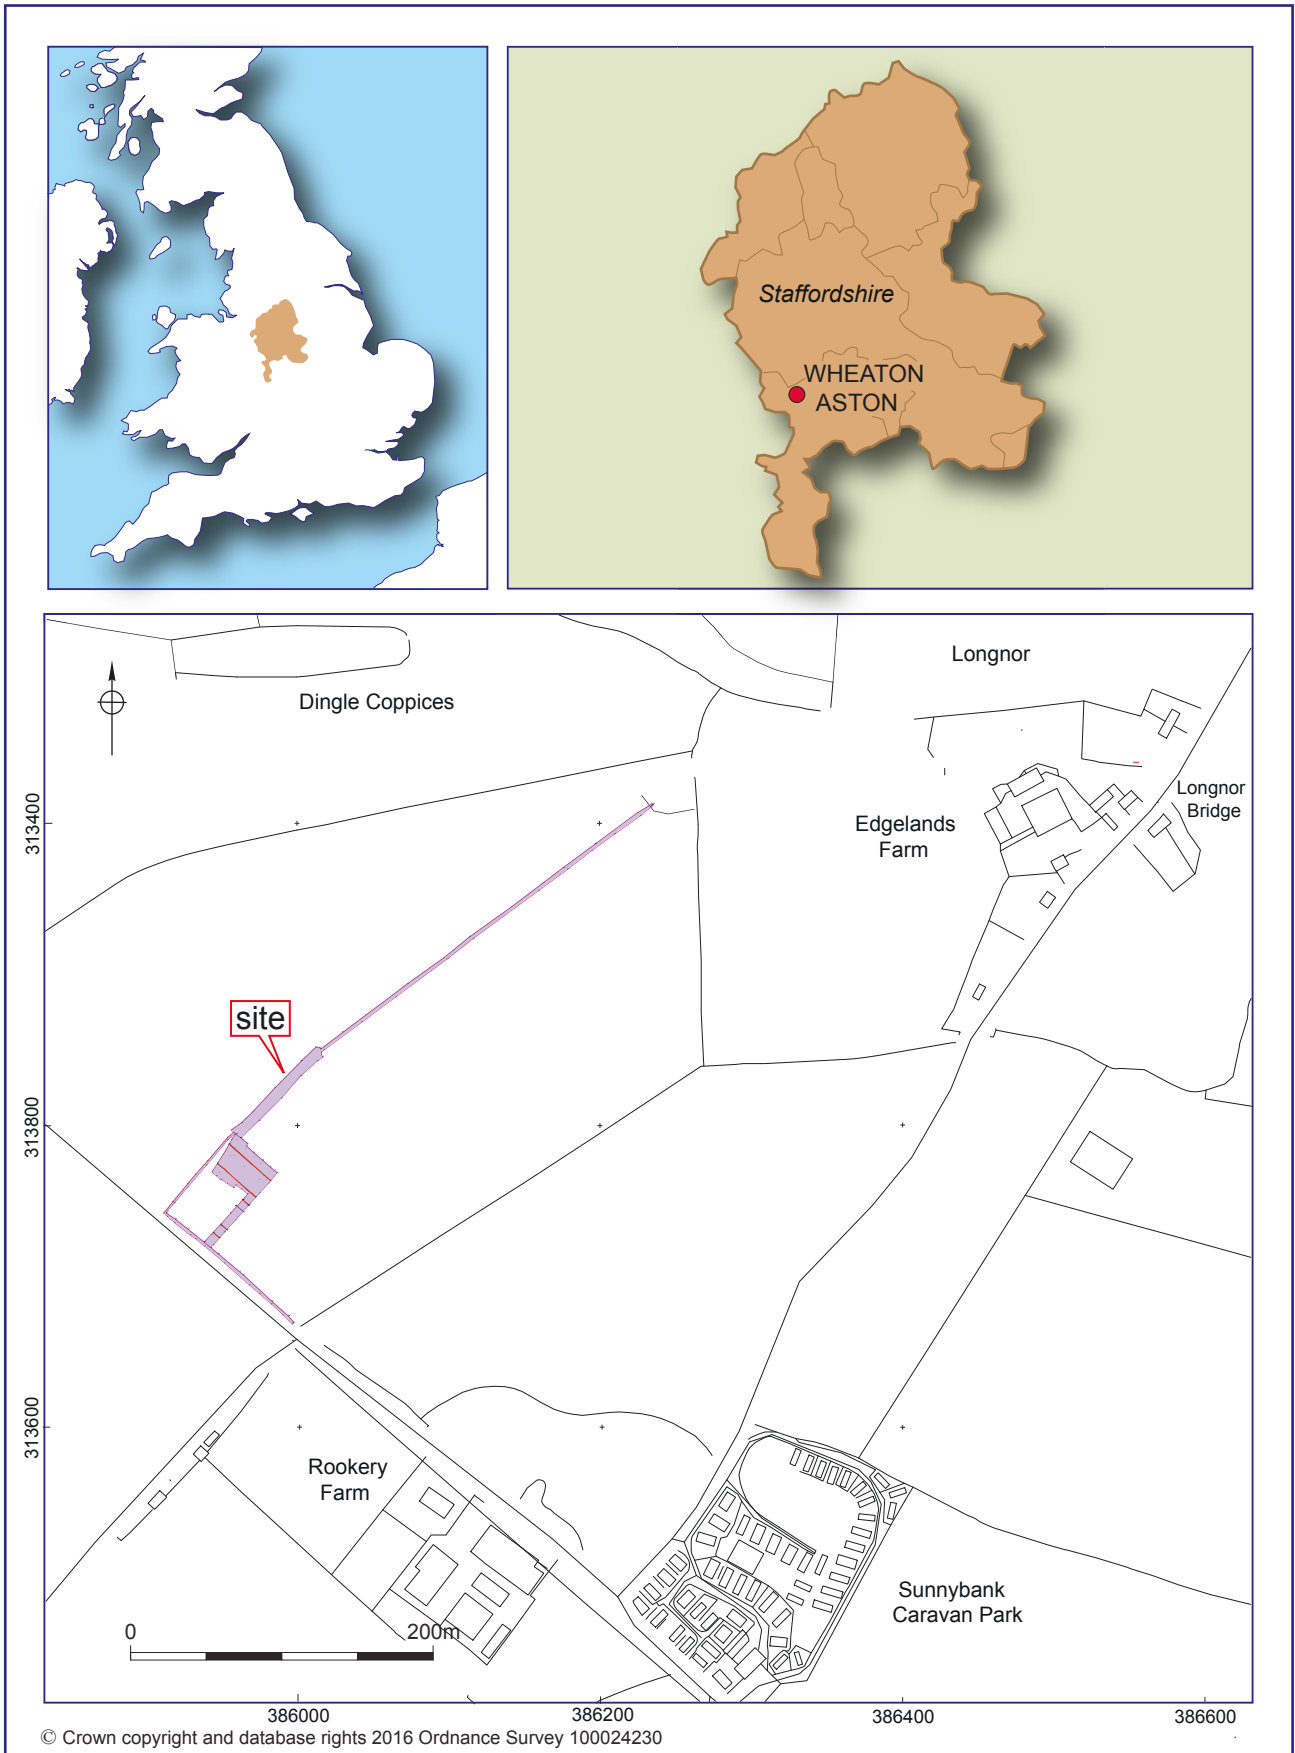 Staffordshire
WHEATON
ASTON
Longnor
Dingle Coppices
Longnor
Bridge
313400
Edgelands
Farm
site
313800
313600
Rookery
Farm
Sunnybank
Caravan Park
0
200m
386000
386200
386400
386600
© Crown copyright and database rights 2016 Ordnance Survey 100024230